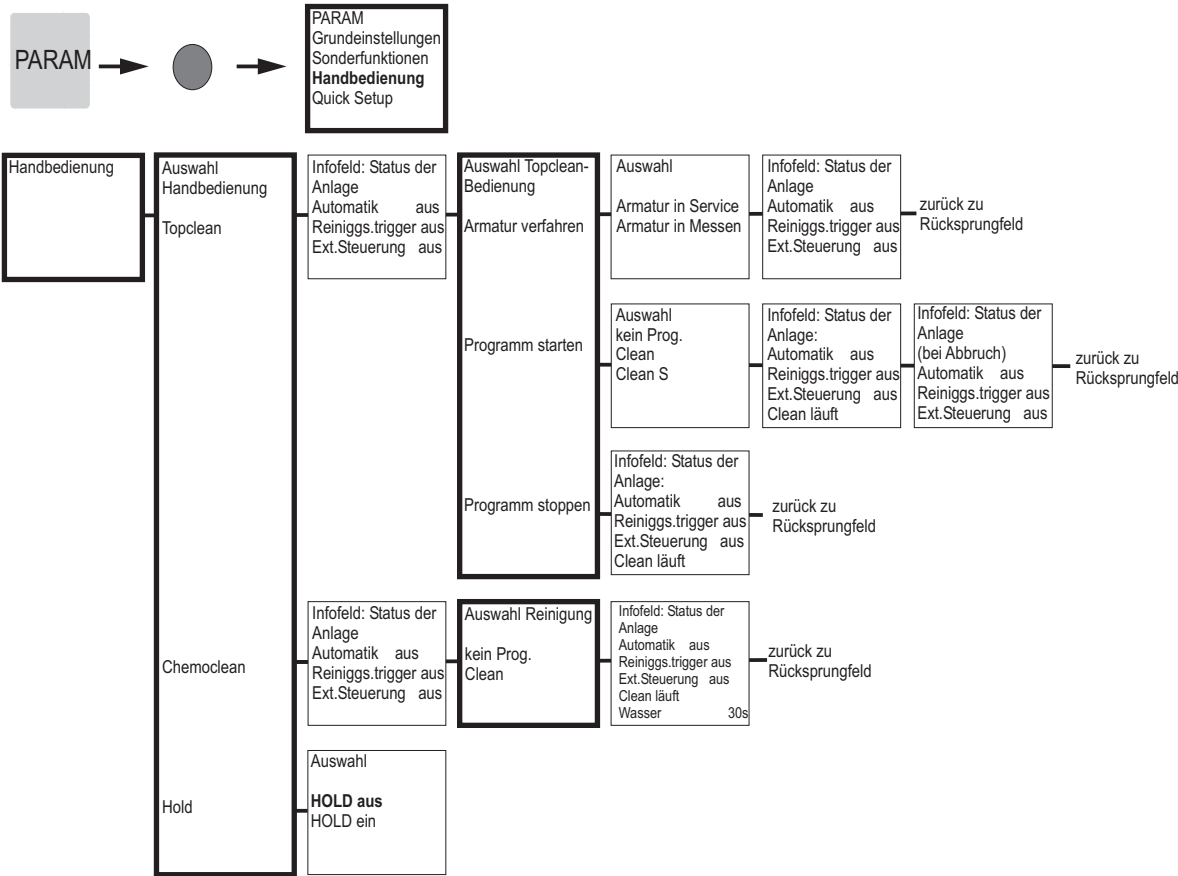 PARAM
PARAM
Grundeinstellungen
Sonderfunktionen
Handbedienung
Quick Setup
Handbedienung
Auswahl
Handbedienung
Topclean
Chemoclean
Hold
Infofeld: Status der
Anlage
Automatik aus
Reiniggs.trigger aus
Ext.Steuerung aus
Auswahl Topclean-
Bedienung
Armatur verfahren
Programm starten
Programm stoppen
Auswahl
Armatur in Service
Armatur in Messen
Infofeld: Status der
Anlage
Automatik aus
Reiniggs.trigger aus
Ext.Steuerung aus
zurück zu
Rücksprungfeld
Auswahl
kein Prog.
Clean
Clean S
Infofeld: Status der
Anlage:
Automatik aus
Reiniggs.trigger aus
Ext.Steuerung aus
Clean läuft
Infofeld: Status der
Anlage
(bei Abbruch)
Automatik aus
Reiniggs.trigger aus
Ext.Steuerung aus
zurück zu
Rücksprungfeld
Infofeld: Status der
Anlage:
Automatik aus
Reiniggs.trigger aus
Ext.Steuerung aus
Clean läuft
zurück zu
Rücksprungfeld
Infofeld: Status der
Anlage
Automatik aus
Reiniggs.trigger aus
Ext.Steuerung aus
Auswahl Reinigung
kein Prog.
Clean
Infofeld: Status der
Anlage
Automatik aus
Reiniggs.trigger aus
Ext.Steuerung aus
Clean läuft
Wasser 30s
zurück zu
Rücksprungfeld
Auswahl
HOLD aus
HOLD ein